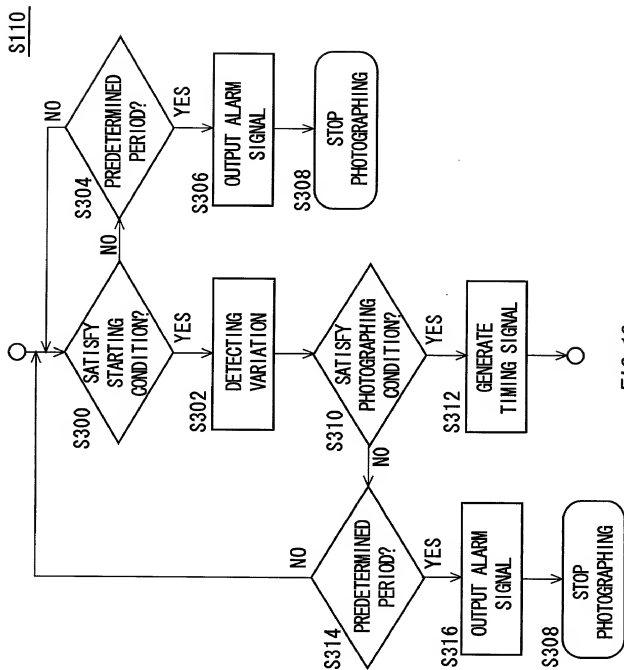 S110
S300
SATISFY
STARTING
CONDITION?
NO
YES
S304
PREDETERMINED
PERIOD?
NO
YES
S306
OUTPUT ALARM
SIGNAL
S308
STOP
PHOTOGRAPHING
S302
DETECTING
VARIATION
S310
SATISFY
PHOTOGRAPHING
CONDITION?
NO
YES
S312
GENERATE
TIMING SIGNAL
S314
PREDETERMINED
PERIOD?
NO
YES
S316
OUTPUT ALARM
SIGNAL
S308
STOP
PHOTOGRAPHING